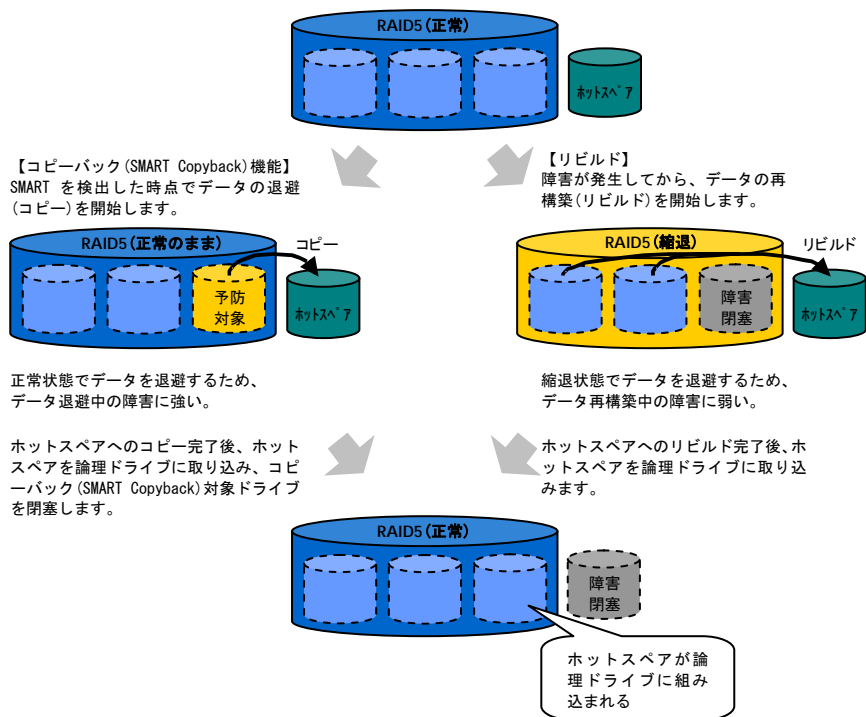 RAID5(正常)
ホットスペア
【コピーバック(SMART Copyback)機能】
SMART を検出した時点でデータの退避
(コピー)を開始します。
【リビルド】
障害が発生してから、データの再
構築(リビルド)を開始します。
RAID5(正常のまま)
コピー
予防
対象
ホットスペア
RAID5(縮退)
リビルド
障害
閉塞
ホットスペア
正常状態でデータを退避するため、
データ退避中の障害に強い。
縮退状態でデータを退避するため、
データ再構築中の障害に弱い。
ホットスペアへのコピー完了後、ホット
スペアを論理ドライブに取り込み、コピ
ーバック(SMART Copyback)対象ドライブ
を閉塞します。
ホットスペアへのリビルド完了後、ホ
ットスペアを論理ドライブに取り込
みます。
RAID5(正常)
障害
閉塞
ホットスペアが論
理ドライブに組み
込まれる